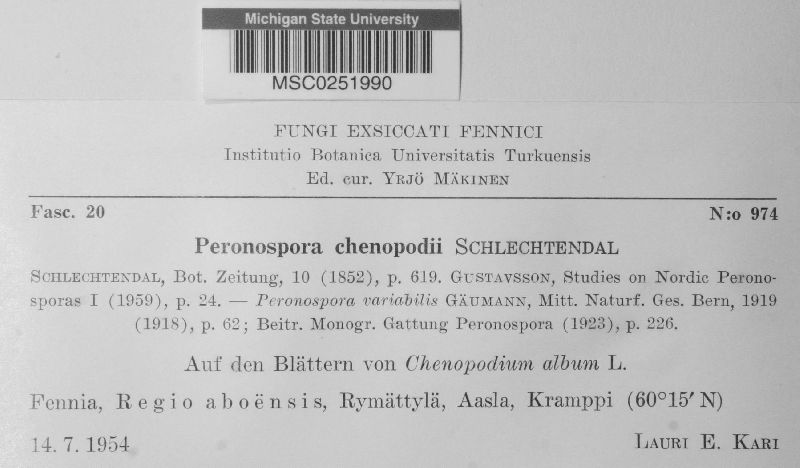 Michigan State University
MSC0251990
FUNGI EXSICCATI FENNICI
Institutio Botanica Universitatis Turkuensis
Ed. cur. YRJÖ MÄKINEN
Fasc. 20 N:o 974
Peronospora chenopodii SCHLECHTENDAL
SCHLECHTENDAL, Bot. Zeitung, 10 (1852), p. 619. GUSTAVSSON, Studies on Nordic Perono-
sporas I (1959), p. 24. — Peronospora variabilis GÄUMANN, Mitt. Naturf. Ges. Bern, 1919
(1918), p. 62; Beitr. Monogr. Gattung Peronospora (1923), p. 226.
Auf den Blättern von Chenopodium album L.
Fennia, Regio aboënsis, Rymättylä, Aasla, Kramppi (60°15′ N)
14. 7. 1954 LAURI E. KARI